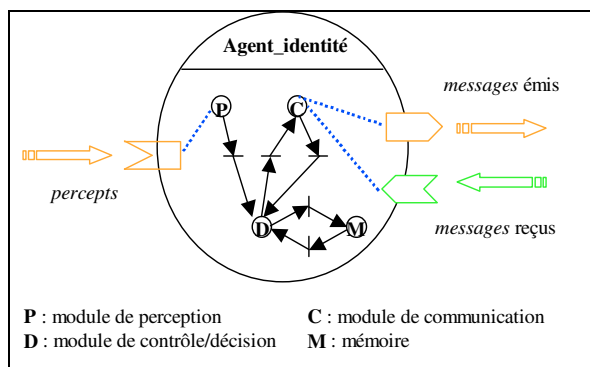 Agent_identité
messages émis
P
C
percepts
D
M
messages reçus
P : module de perception
C : module de communication
D : module de contrôle/décision
M : mémoire